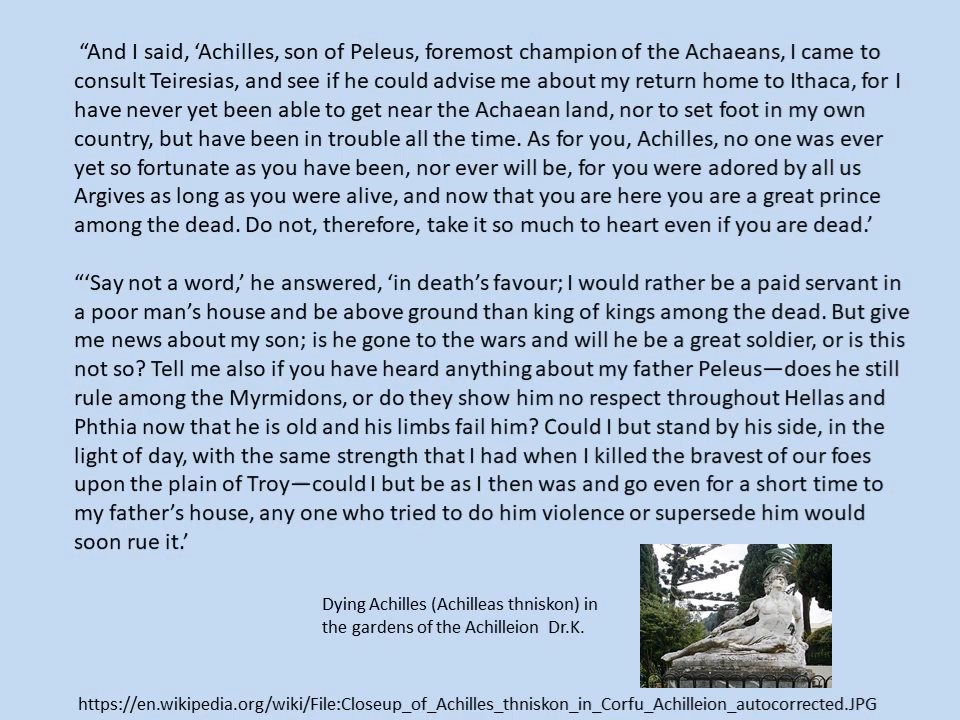 “And I said, ‘Achilles, son of Peleus, foremost champion of the Achaeans, I came to
consult Teiresias, and see if he could advise me about my return home to Ithaca, for I
have never yet been able to get near the Achaean land, nor to set foot in my own
country, but have been in trouble all the time. As for you, Achilles, no one was ever
yet so fortunate as you have been, nor ever will be, for you were adored by all us
Argives as long as you were alive, and now that you are here you are a great prince
among the dead. Do not, therefore, take it so much to heart even if you are dead.’
“‘Say not a word,’ he answered, ‘in death’s favour; I would rather be a paid servant in
a poor man’s house and be above ground than king of kings among the dead. But give
me news about my son; is he gone to the wars and will he be a great soldier, or is this
not so? Tell me also if you have heard anything about my father Peleus—does he still
rule among the Myrmidons, or do they show him no respect throughout Hellas and
Phthia now that he is old and his limbs fail him? Could I but stand by his side, in the
light of day, with the same strength that I had when I killed the bravest of our foes
upon the plain of Troy—could I but be as I then was and go even for a short time to
my father’s house, any one who tried to do him violence or supersede him would
soon rue it.’
Dying Achilles (Achilleas thniskon) in
the gardens of the Achilleion Dr.K.
https://en.wikipedia.org/wiki/File:Closeup_of_Achilles_thniskon_in_Corfu_Achilleion_autocorrected.JPG